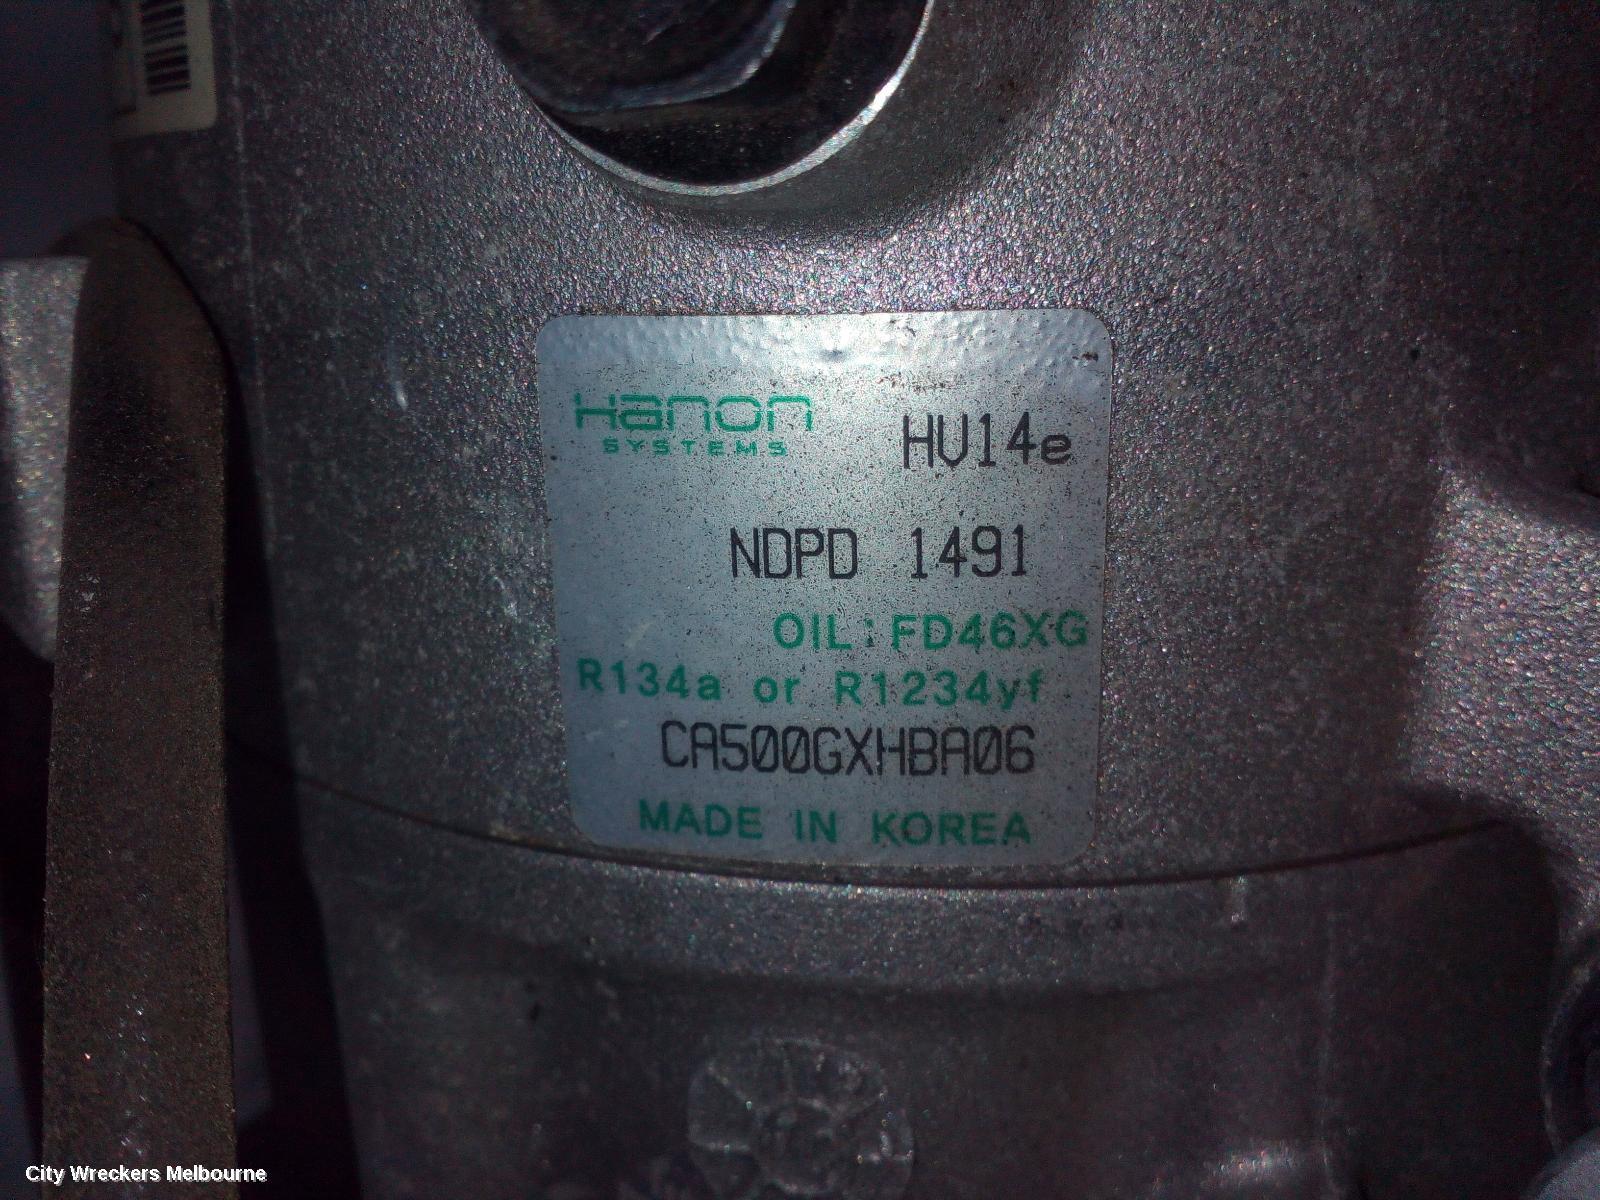 Hanon
SYSTEMS
HV14e
NDPD 1491
OIL:FD46XG
R134a or R1234yf
CA500GXHBA06
MADE IN KOREA
City Wreckers Melbourne